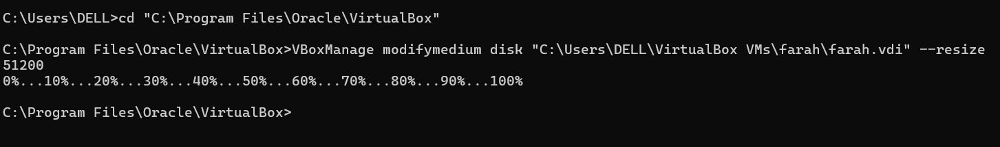 C:\Users\DELL>cd "C:\Program Files\Oracle\VirtualBox"
C:\Program Files\Oracle\VirtualBox>VBoxManage modifymedium disk "C:\Users\DELL\VirtualBox VMs\farah\farah.vdi" --resize
51200
0%...10%...20%...30%...40%...50%...60%...70%...80%...90%...100%
C:\Program Files\Oracle\VirtualBox>